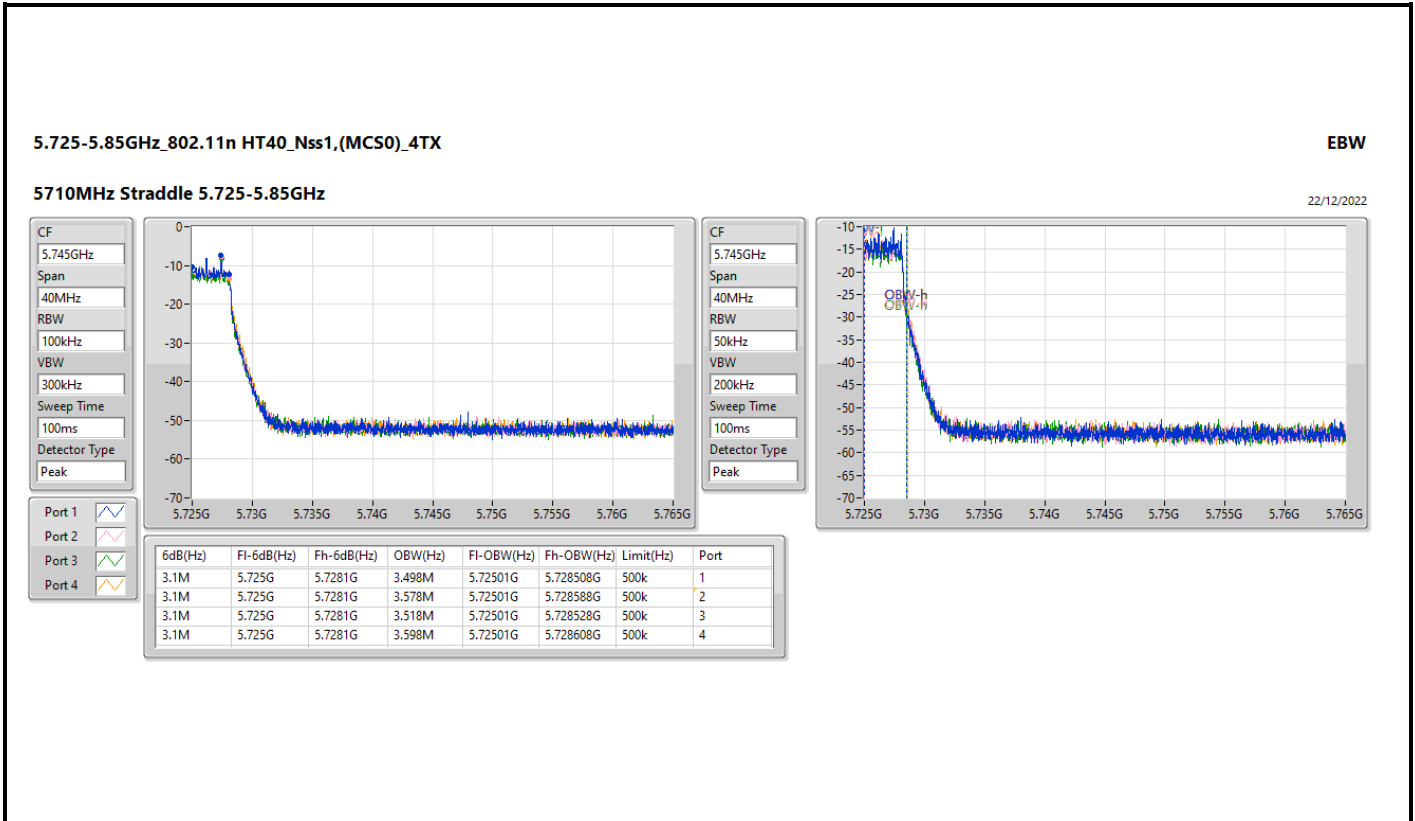 5.725-5.85GHz_802.11n HT40_Nss1,(MCS0)_4TX
EBW
5710MHz Straddle 5.725-5.85GHz
22/12/2022
CF
5.745GHz
Span
40MHz
RBW
100kHz
VBW
300kHz
Sweep Time
100ms
Detector Type
Peak
0
-10
-20
-30
-40
-50
-60
-70
5.725G 5.73G 5.735G 5.74G 5.745G 5.75G 5.755G 5.76G 5.765G
CF
5.745GHz
Span
40MHz
RBW
50kHz
VBW
200kHz
Sweep Time
100ms
Detector Type
Peak
-10
-15
-20
-25
-30
-35
-40
-45
-50
-55
-60
-65
-70
OBW-h
OBW-h
5.725G 5.73G 5.735G 5.74G 5.745G 5.75G 5.755G 5.76G 5.765G
Port 1
Port 2
Port 3
Port 4
6dB(Hz) Fl-6dB(Hz) Fh-6dB(Hz) OBW(Hz) Fl-OBW(Hz) Fh-OBW(Hz) Limit(Hz) Port
3.1M 5.725G 5.7281G 3.498M 5.72501G 5.728508G 500k 1
3.1M 5.725G 5.7281G 3.578M 5.72501G 5.728588G 500k 2
3.1M 5.725G 5.7281G 3.518M 5.72501G 5.728528G 500k 3
3.1M 5.725G 5.7281G 3.598M 5.72501G 5.728608G 500k 4